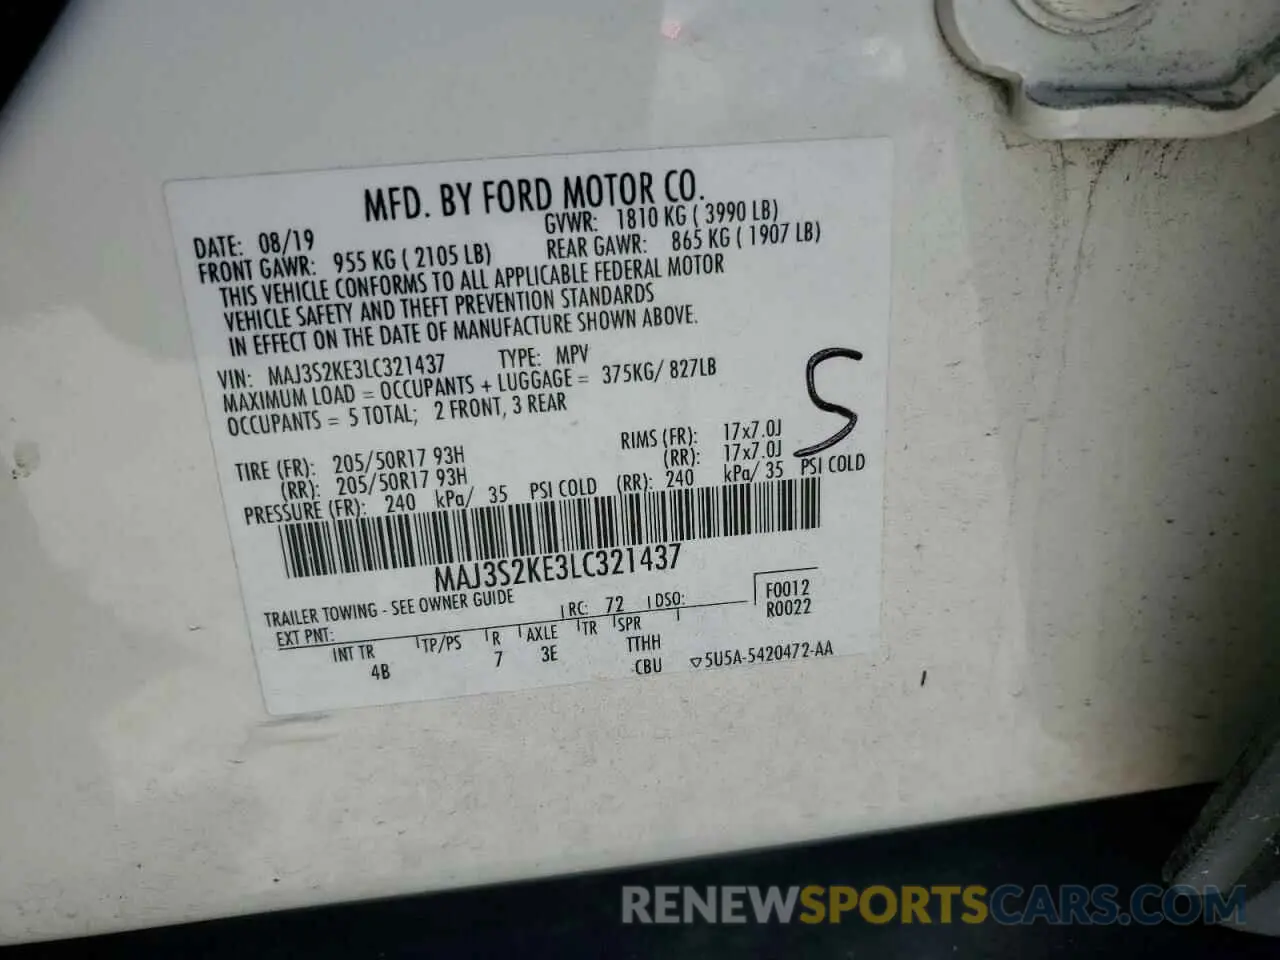 MFD. BY FORD MOTOR CO.
DATE: 08/19 GVWR: 1810 KG ( 3990 LB)
FRONT GAWR: 955 KG ( 2105 LB) REAR GAWR: 865 KG ( 1907 LB)
THIS VEHICLE CONFORMS TO ALL APPLICABLE FEDERAL MOTOR
VEHICLE SAFETY AND THEFT PREVENTION STANDARDS
IN EFFECT ON THE DATE OF MANUFACTURE SHOWN ABOVE.
VIN: MAJ3S2KE3LC321437 TYPE: MPV
MAXIMUM LOAD = OCCUPANTS + LUGGAGE = 375KG/ 827LB
OCCUPANTS = 5 TOTAL; 2 FRONT, 3 REAR
5
TIRE (FR): 205/50R17 93H RIMS (FR): 17x7.0J
(RR): 205/50R17 93H (RR): 17x7.0J
PRESSURE (FR): 240 kPa/ 35 PSI COLD (RR): 240 kPa/ 35 PSI COLD
MAJ3S2KE3LC321437
TRAILER TOWING - SEE OWNER GUIDE
EXT PNT: RC: 72 DSO: F0012
R0022
INT TR TP/PS R AXLE TR SPR
4B 7 3E TTHH
CBU ▽5U5A-5420472-AA
RENEWSPORTSCARS.COM